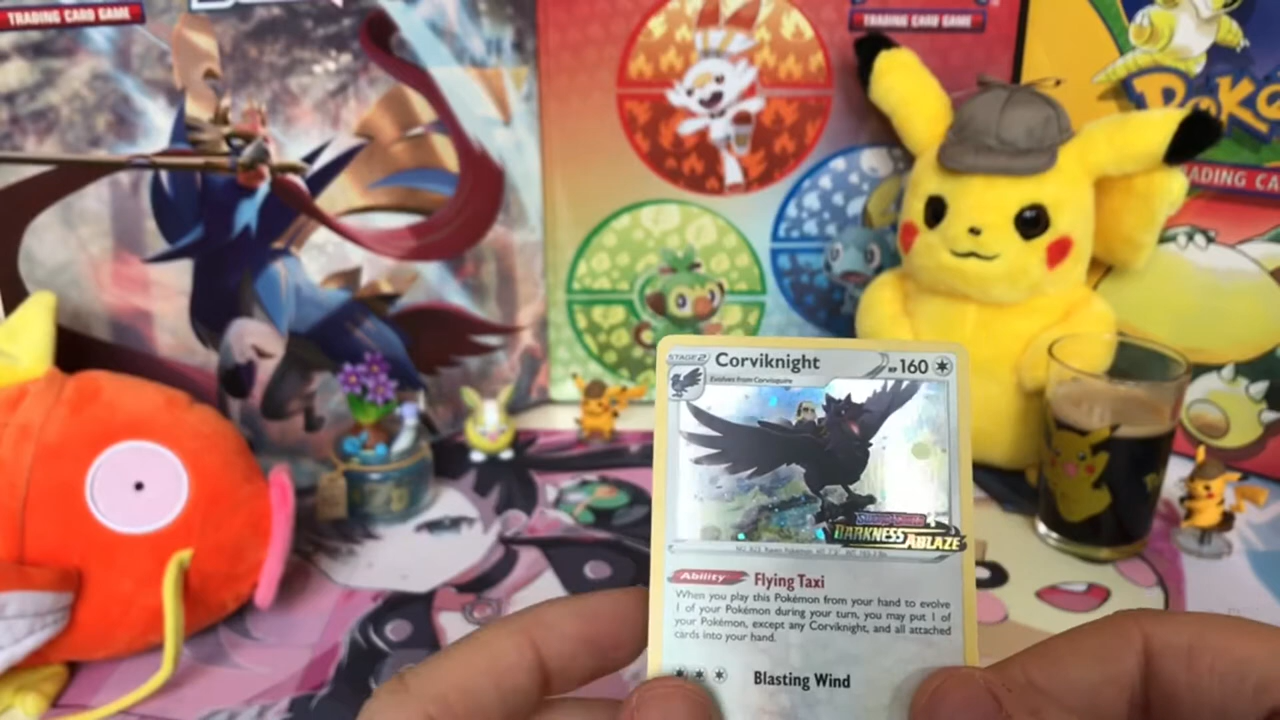 TRADING CARD GAME
TRADING CARD GAME
TRADING CA
STAGE 2
Corviknight
HP 160
Evolves from Corvisquire
DARKNESS ABLAZE
Ability Flying Taxi
When you play this Pokémon from your hand to evolve
1 of your Pokémon during your turn, you may put 1 of
your Pokémon, except any Corviknight, and all attached
cards into your hand.
Blasting Wind